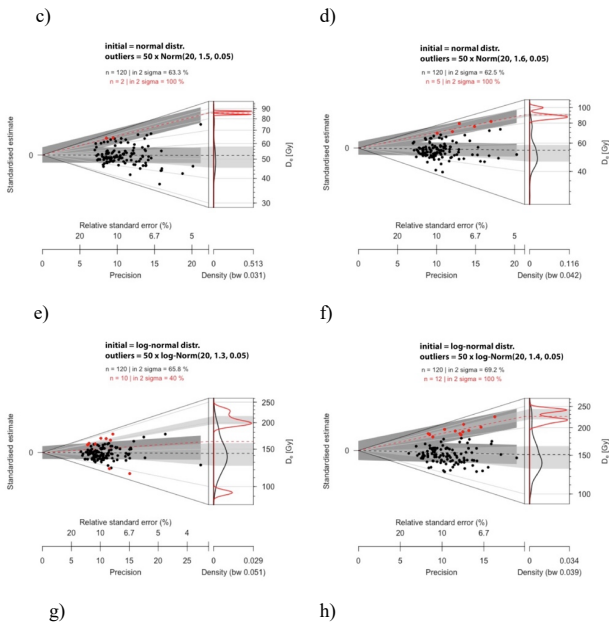 c)
initial = normal distr.
outliers = 50 x Norm(20, 1.5, 0.05)
n = 120 | in 2 sigma = 63.3 %
n = 2 | in 2 sigma = 100 %
Standardised estimate
0
90
80
70
60
50
40
30
De [Gy]
Relative standard error (%)
20 10 6.7 5
0 5 10 15 20
Precision
0 0.513
Density (bw 0.031)
d)
initial = normal distr.
outliers = 50 x Norm(20, 1.6, 0.05)
n = 120 | in 2 sigma = 62.5 %
n = 5 | in 2 sigma = 100 %
Standardised estimate
0
100
80
60
40
De [Gy]
Relative standard error (%)
20 10 6.7 5
0 5 10 15 20
Precision
0 0.116
Density (bw 0.042)
e)
initial = log-normal distr.
outliers = 50 x log-Norm(20, 1.3, 0.05)
n = 120 | in 2 sigma = 65.8 %
n = 10 | in 2 sigma = 40 %
Standardised estimate
0
250
200
150
100
De [Gy]
Relative standard error (%)
20 10 6.7 5 4
0 5 10 15 20 25
Precision
0 0.029
Density (bw 0.051)
f)
initial = log-normal distr.
outliers = 50 x log-Norm(20, 1.4, 0.05)
n = 120 | in 2 sigma = 69.2 %
n = 12 | in 2 sigma = 100 %
Standardised estimate
0
250
200
150
100
De [Gy]
Relative standard error (%)
20 10 6.7
0 5 10 15
Precision
0 0.034
Density (bw 0.039)
g)
h)